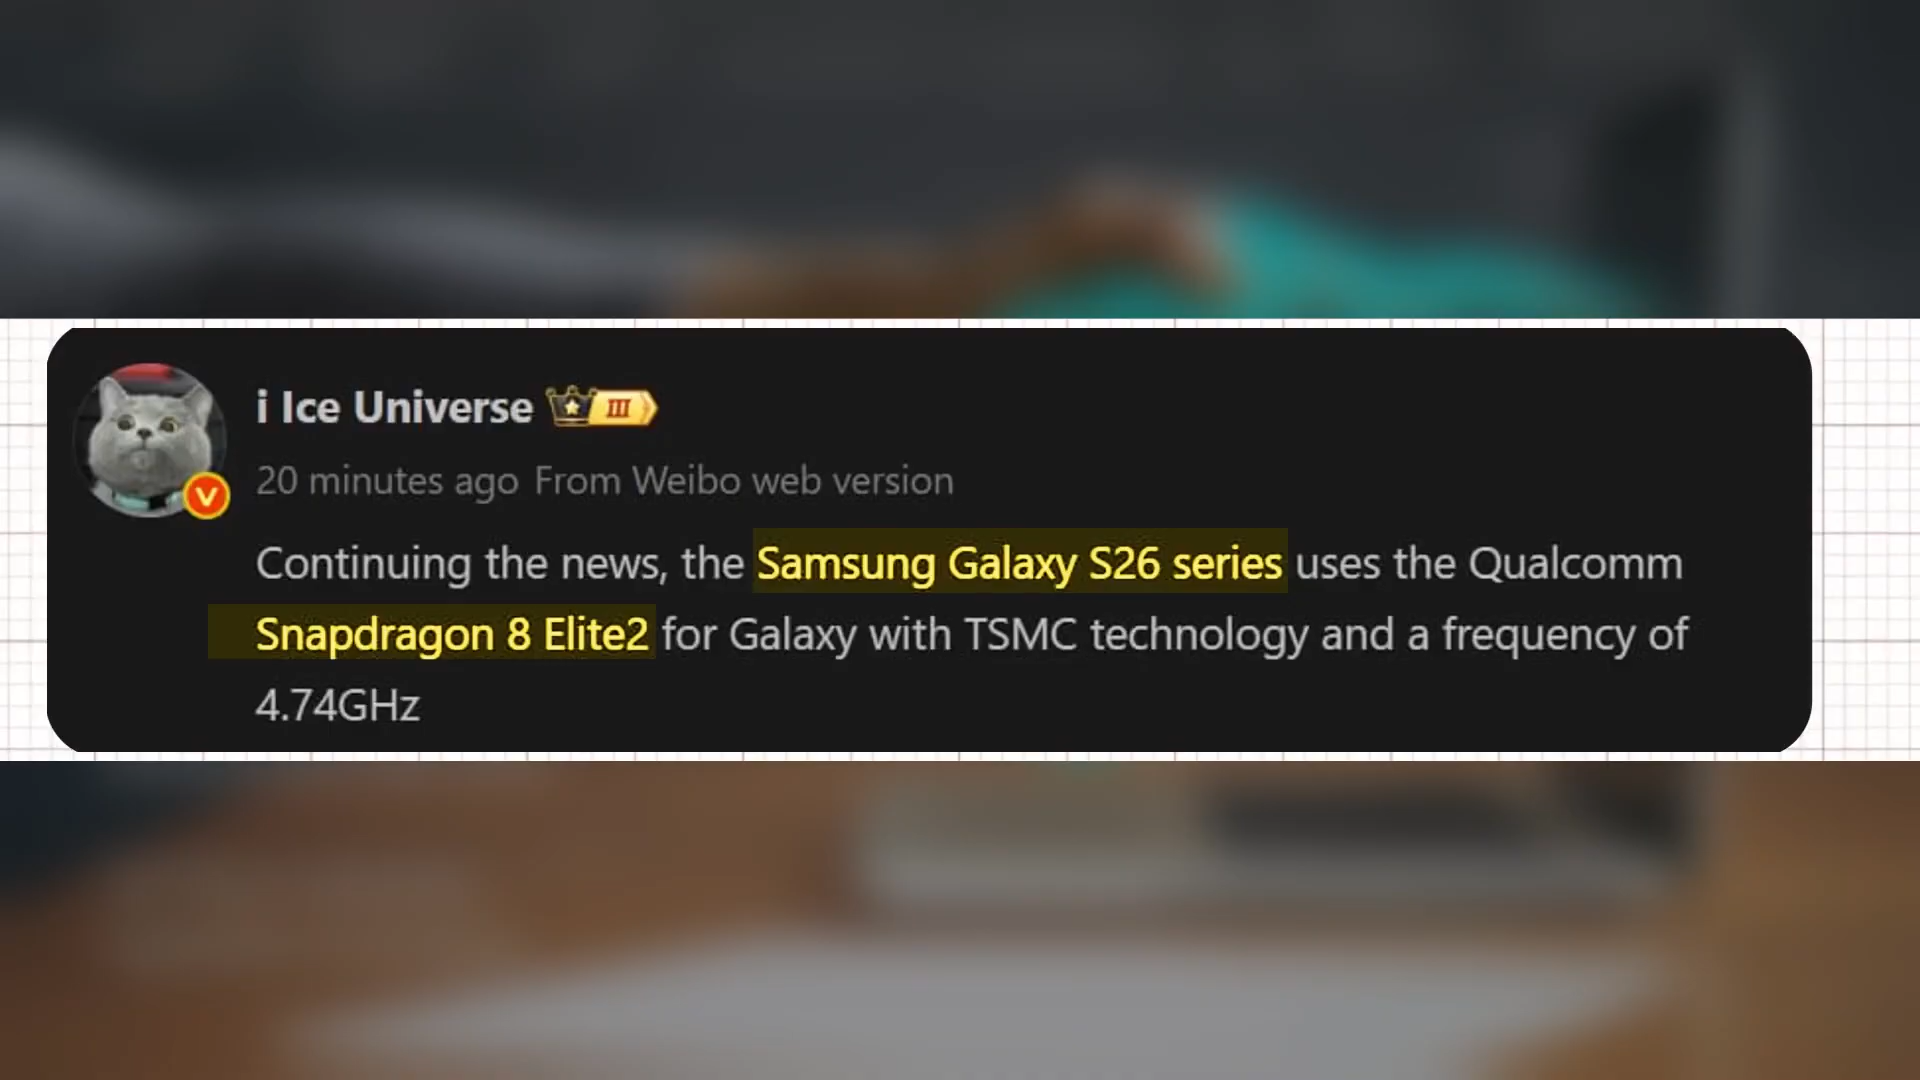 i Ice Universe III
20 minutes ago From Weibo web version
Continuing the news, the Samsung Galaxy S26 series uses the Qualcomm
Snapdragon 8 Elite2 for Galaxy with TSMC technology and a frequency of
4.74GHz